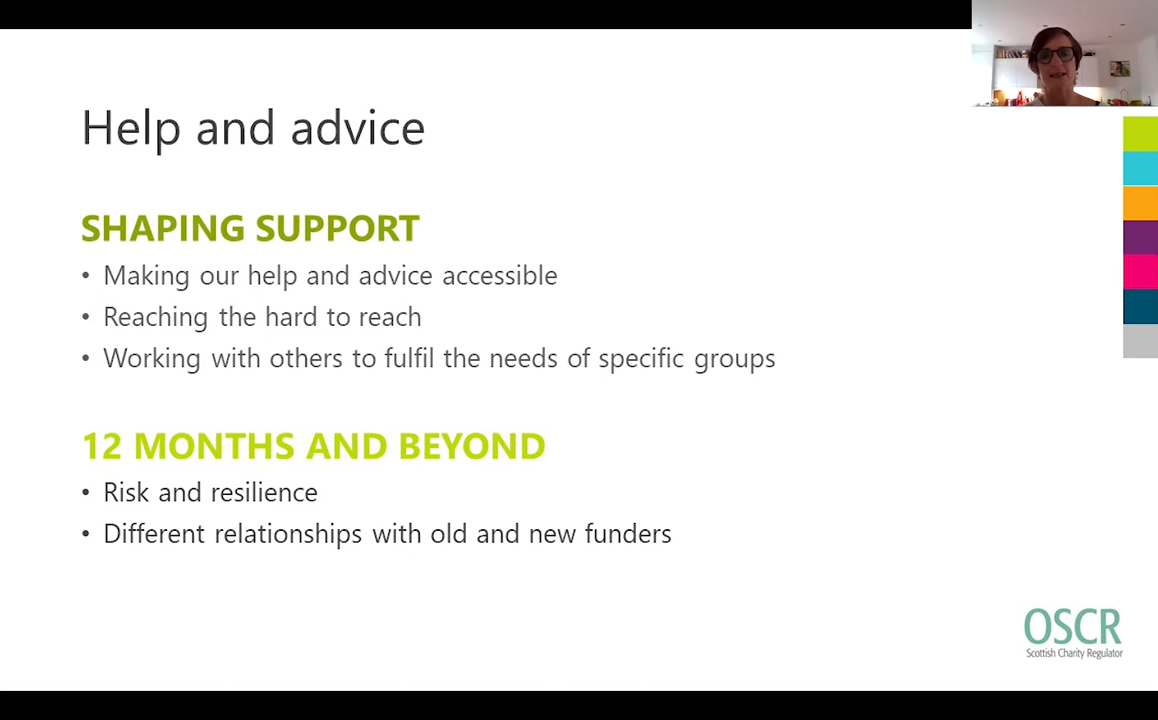 Help and advice
SHAPING SUPPORT
• Making our help and advice accessible
• Reaching the hard to reach
• Working with others to fulfil the needs of specific groups
12 MONTHS AND BEYOND
• Risk and resilience
• Different relationships with old and new funders
OSCR
Scottish Charity Regulator